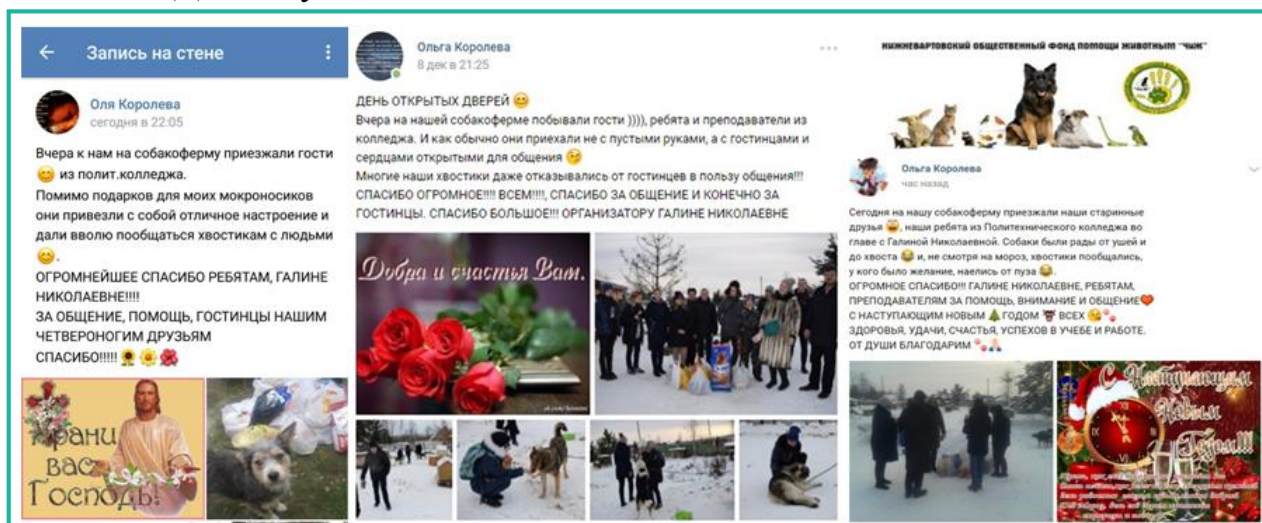 Запись на стене
Оля Королева
сегодня в 22:05
Вчера к нам на собакоферму приезжали гости
😊 из полит.колледжа.
Помимо подарков для моих мокроносиков
они привезли с собой отличное настроение и
дали вволю пообщаться хвостикам с людьми
😊.
ОГРОМНЕЙШЕЕ СПАСИБО РЕБЯТАМ, ГАЛИНЕ
НИКОЛАЕВНЕ!!!!
ЗА ОБЩЕНИЕ, ПОМОЩЬ, ГОСТИНЦЫ НАШИМ
ЧЕТВЕРОНОГИМ ДРУЗЬЯМ
СПАСИБО!!!!! 🌻🌼🌺
Храни
вас
Господь!
Ольга Королева
8 дек в 21:25
ДЕНЬ ОТКРЫТЫХ ДВЕРЕЙ 😊
Вчера на нашей собакоферме побывали гости )))), ребята и преподаватели из
колледжа. И как обычно они приехали не с пустыми руками, а с гостинцами и
сердцами открытыми для общения 😉
Многие наши хвостики даже отказывались от гостинцев в пользу общения!!!
СПАСИБО ОГРОМНОЕ!!!! ВСЕМ!!!!, СПАСИБО ЗА ОБЩЕНИЕ И КОНЕЧНО ЗА
ГОСТИНЦЫ. СПАСИБО БОЛЬШОЕ!!! ОРГАНИЗАТОРУ ГАЛИНЕ НИКОЛАЕВНЕ
Добра и счастья Вам.
НИЖНЕВАРТОВСКИЙ ОБЩЕСТВЕННЫЙ ФОНД ПОМОЩИ ЖИВОТНЫМ "ЧИЖ"
Ольга Королева
час назад
Сегодня на нашу собакоферму приезжали наши старинные
друзья 😄, наши ребята из Политехнического колледжа во
главе с Галиной Николаевной. Собаки были рады от ушей и
до хвоста 😂 и, не смотря на мороз, хвостики пообщались,
у кого было желание, наелись от пуза 😂.
ОГРОМНОЕ СПАСИБО!!! ГАЛИНЕ НИКОЛАЕВНЕ, РЕБЯТАМ,
ПРЕПОДАВАТЕЛЯМ ЗА ПОМОЩЬ, ВНИМАНИЕ И ОБЩЕНИЕ❤️
С НАСТУПАЮЩИМ НОВЫМ 🎄ГОДОМ 🐕 ВСЕХ 😘🐾
ЗДОРОВЬЯ, УДАЧИ, СЧАСТЬЯ, УСПЕХОВ В УЧЕБЕ И РАБОТЕ.
ОТ ДУШИ БЛАГОДАРИМ 🐾🙏
С Наступающим
Новым
Годом!!!